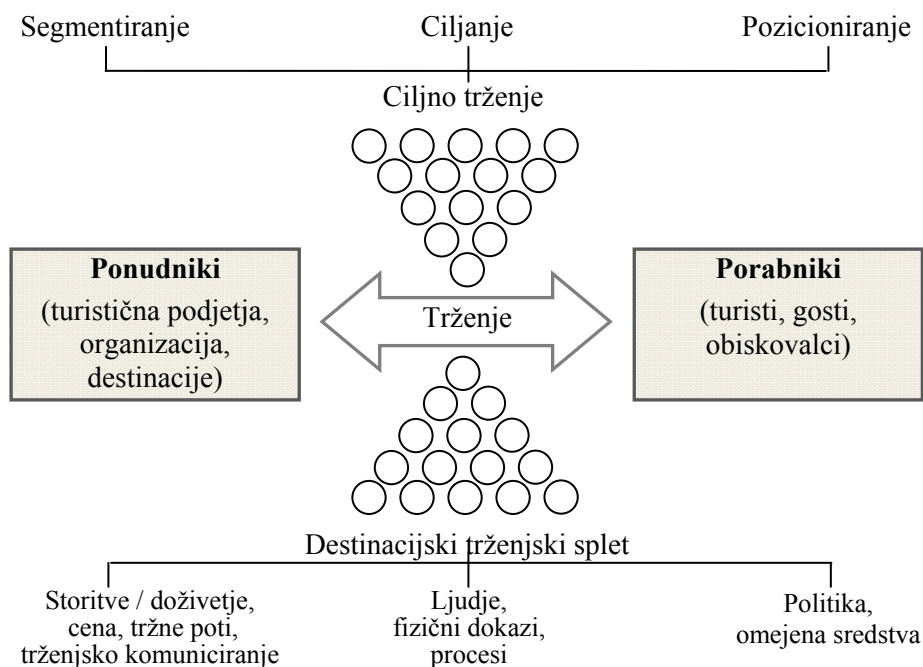 Segmentiranje
Ciljanje
Pozicioniranje
Ciljno trženje
Ponudniki
(turistična podjetja,
organizacija,
destinacije)
Trženje
Porabniki
(turisti, gosti,
obiskovalci)
Destinacijski trženjski splet
Storitve / doživetje,
cena, tržne poti,
trženjsko komuniciranje
Ljudje,
fizični dokazi,
procesi
Politika,
omejena sredstva